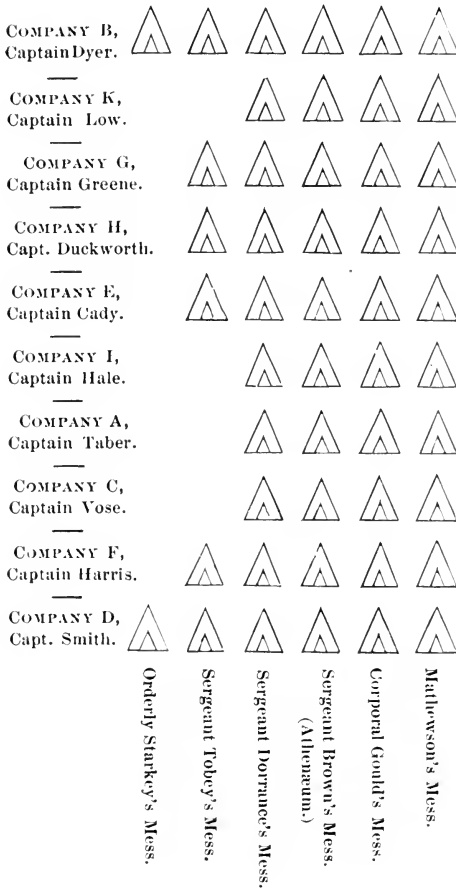 COMPANY B,
Captain Dyer.
COMPANY K,
Captain Low.
COMPANY G,
Captain Greene.
COMPANY H,
Capt. Duckworth.
COMPANY E,
Captain Cady.
COMPANY I,
Captain Hale.
COMPANY A,
Captain Taber.
COMPANY C,
Captain Vose.
COMPANY F,
Captain Harris.
COMPANY D,
Capt. Smith.
Orderly Starkey's Mess.
Sergeant Tobey's Mess.
Sergeant Dorrance's Mess.
Sergeant Brown's Mess.
(Athenæum.)
Corporal Gould's Mess.
Mathewson's Mess.